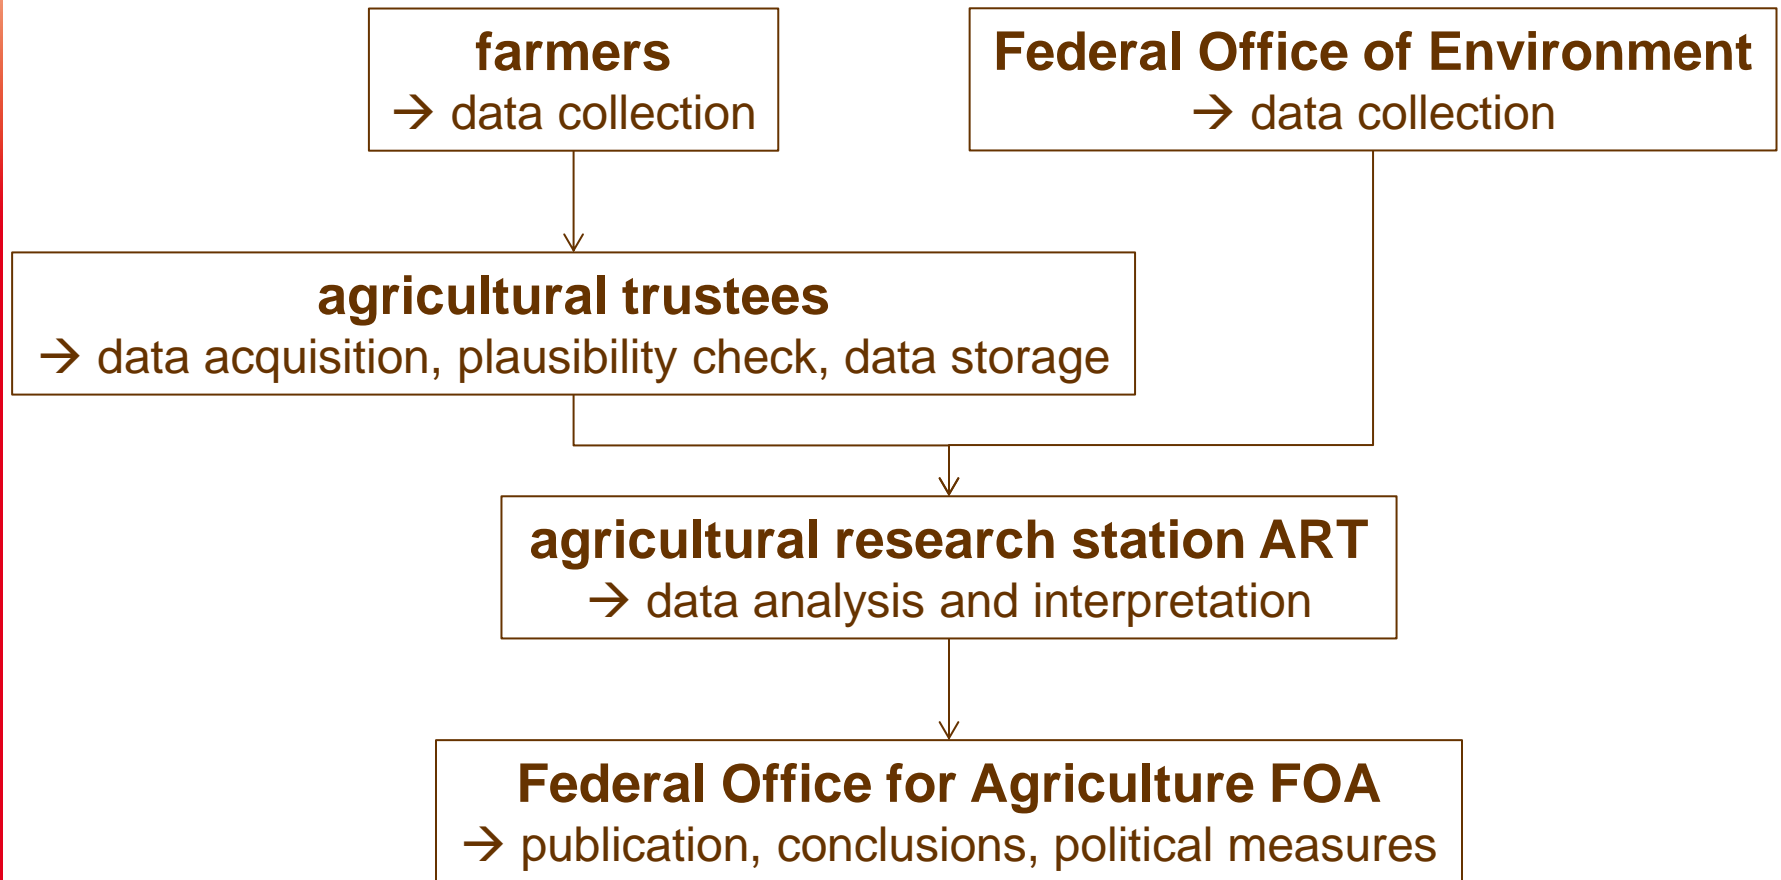 farmers
→ data collection
Federal Office of Environment
→ data collection
agricultural trustees
→ data acquisition, plausibility check, data storage
agricultural research station ART
→ data analysis and interpretation
Federal Office for Agriculture FOA
→ publication, conclusions, political measures